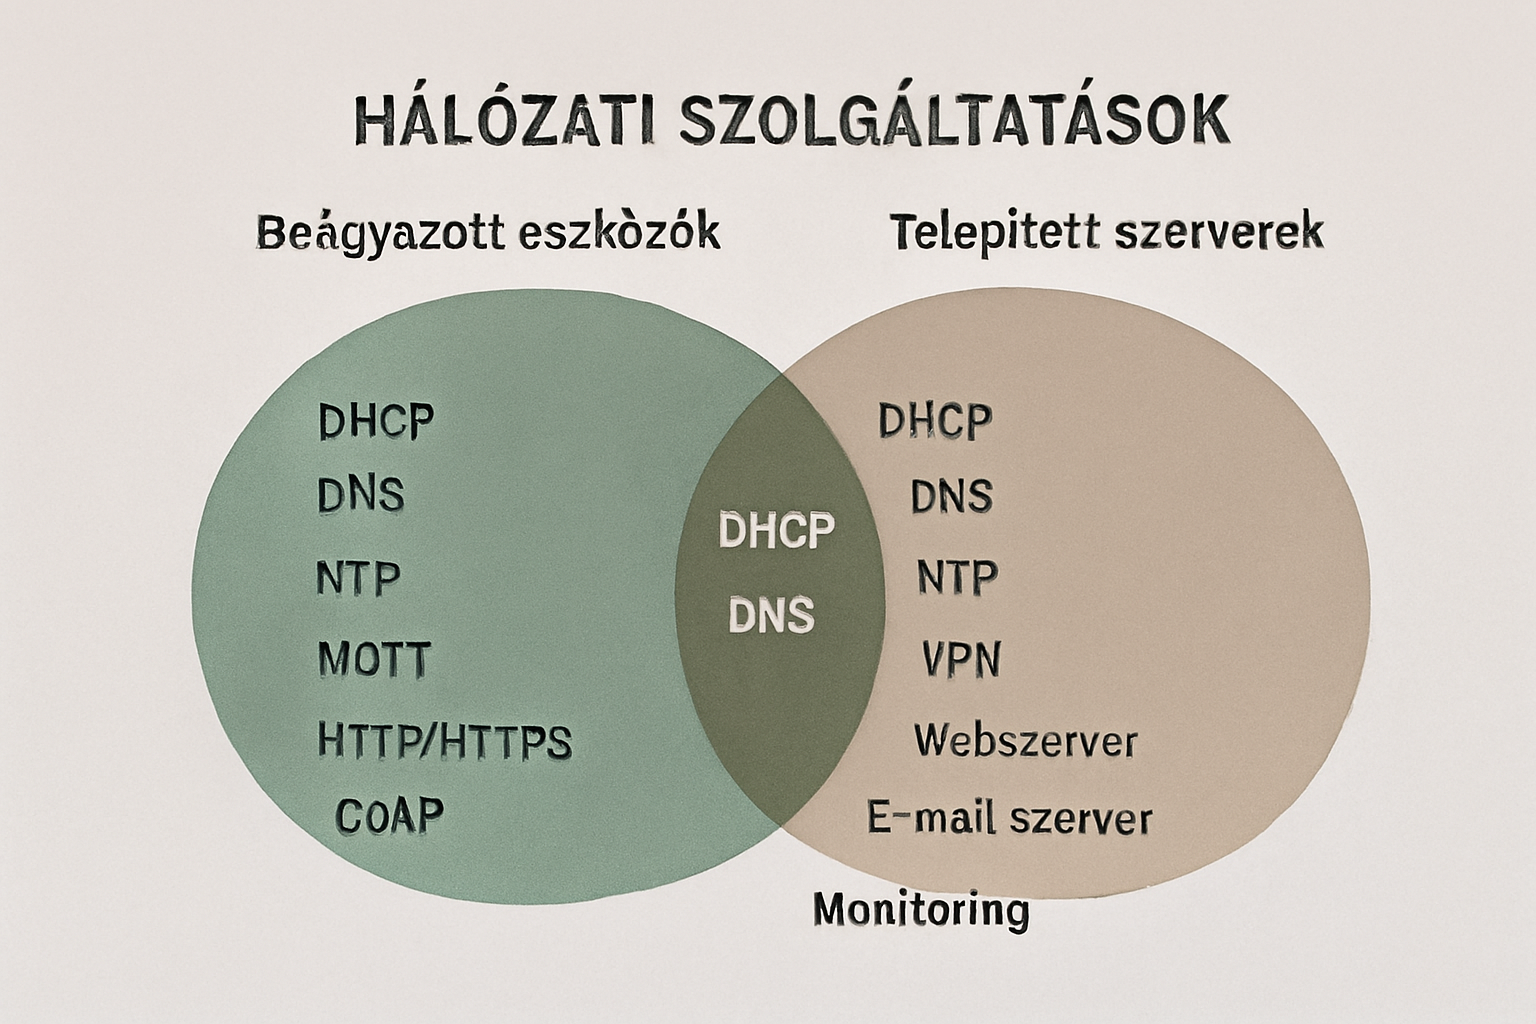 HÁLÓZATI SZOLGÁLTATÁSOK
Beágyazott eszkòzók
Telepitett szerverek
DHCP
DNS
NTP
MOTT
HTTP/HTTPS
CoAP
DHCP
DNS
DHCP
DNS
NTP
VPN
Webszerver
E-mail szerver
Monitoring